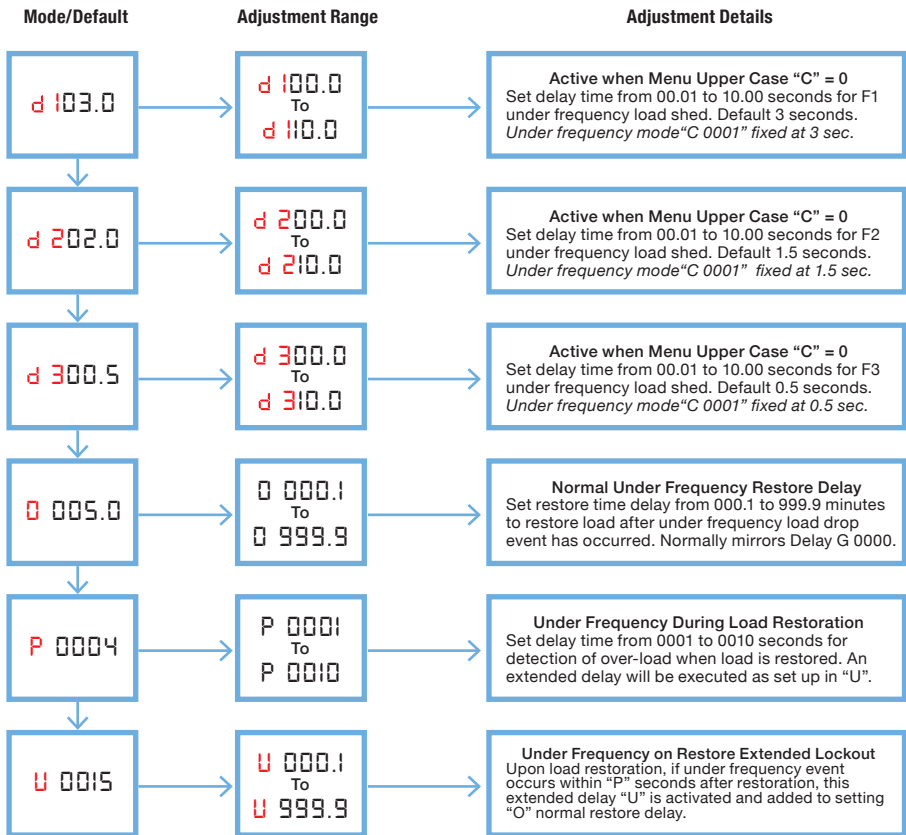 Mode/Default
Adjustment Range
Adjustment Details
d 103.0
d 100.0
To
d 110.0
Active when Menu Upper Case “C” = 0
Set delay time from 00.01 to 10.00 seconds for F1
under frequency load shed. Default 3 seconds.
Under frequency mode“C 0001” fixed at 3 sec.
d 202.0
d 200.0
To
d 210.0
Active when Menu Upper Case “C” = 0
Set delay time from 00.01 to 10.00 seconds for F2
under frequency load shed. Default 1.5 seconds.
Under frequency mode“C 0001”  fixed at 1.5 sec.
d 300.5
d 300.0
To
d 310.0
Active when Menu Upper Case “C” = 0
Set delay time from 00.01 to 10.00 seconds for F3
under frequency load shed. Default 0.5 seconds.
Under frequency mode“C 0001” fixed at 0.5 sec.
O 005.0
O 000.1
To
O 999.9
Normal Under Frequency Restore Delay
Set restore time delay from 000.1 to 999.9 minutes
to restore load after under frequency load drop
event has occurred. Normally mirrors Delay G 0000.
P 0004
P 0001
To
P 0010
Under Frequency During Load Restoration
Set delay time from 0001 to 0010 seconds for
detection of over-load when load is restored. An
extended delay will be executed as set up in “U”.
U 0015
U 000.1
To
U 999.9
Under Frequency on Restore Extended Lockout
Upon load restoration, if under frequency event
occurs within “P” seconds after restoration, this
extended delay “U” is activated and added to setting
“O” normal restore delay.